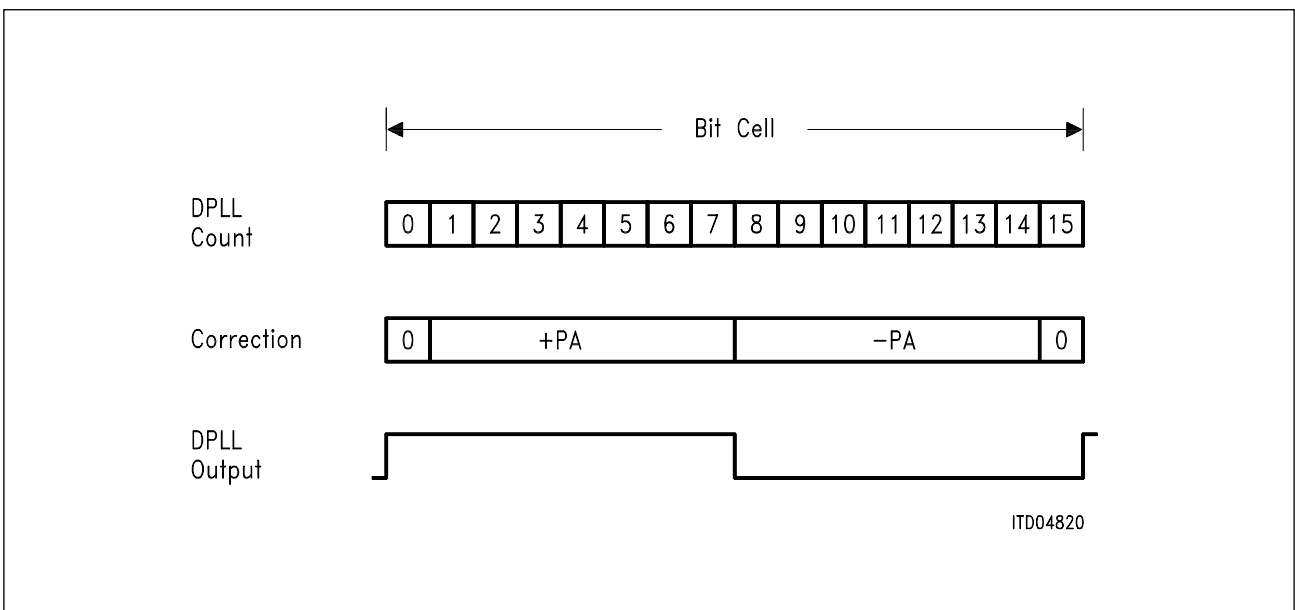 Bit Cell
DPLL
Count
0 1 2 3 4 5 6 7 8 9 10 11 12 13 14 15
Correction
0 +PA -PA 0
DPLL
Output
ITD04820